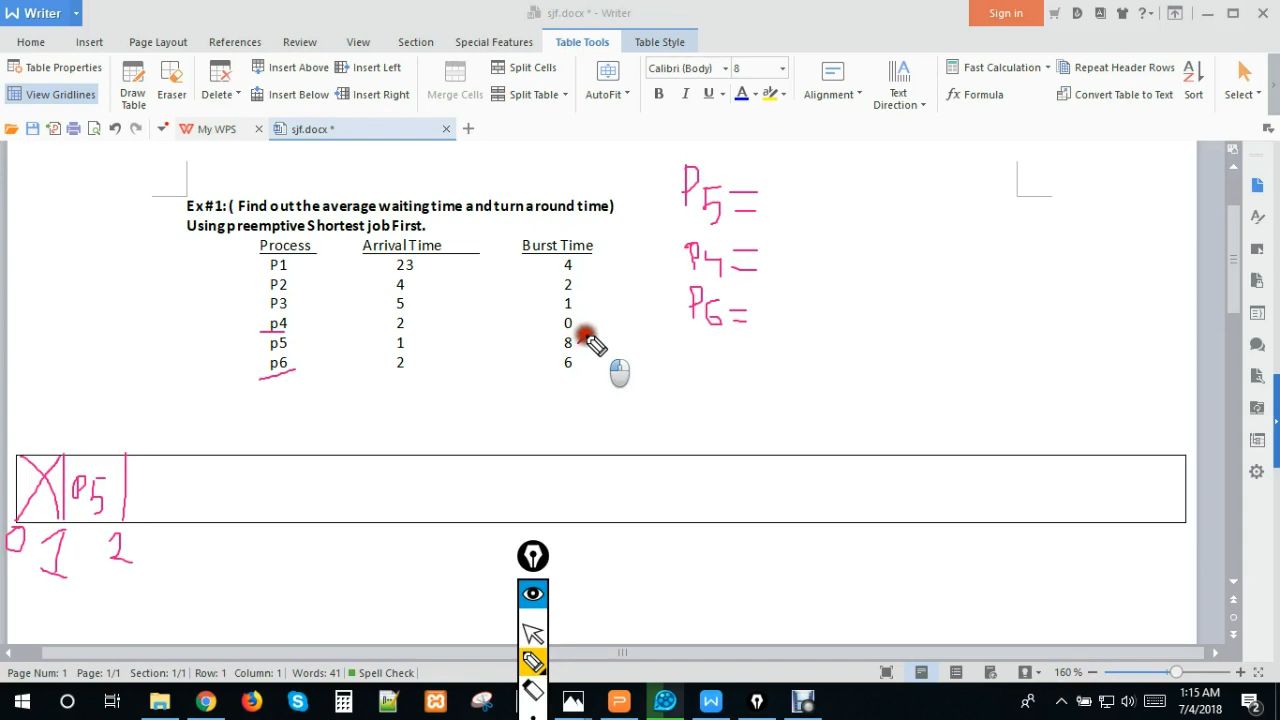 Writer
sjf.docx * - Writer
Sign in
Home Insert Page Layout References Review View Section Special Features Table Tools Table Style
Table Properties Draw Table Eraser Delete Insert Above Insert Left Merge Cells Split Cells AutoFit Calibri (Body) 8 Alignment Text Direction Fast Calculation Repeat Header Rows Sort Select
View Gridlines Insert Below Insert Right Split Table B I U A Formula Convert Table to Text
My WPS sjf.docx *
Ex#1: ( Find out the average waiting time and turn around time)
Using preemptive Shortest job First.
Process Arrival Time Burst Time
P1 23 4
P2 4 2
P3 5 1
p4 2 0
p5 1 8
p6 2 6
P5=
P4=
P6=
X P5
0 1 2
Page Num: 1 Page: 1/1 Section: 1/1 Row: 1 Column: 1 Words: 41 Spell Check 160 %
1:15 AM
7/4/2018
2